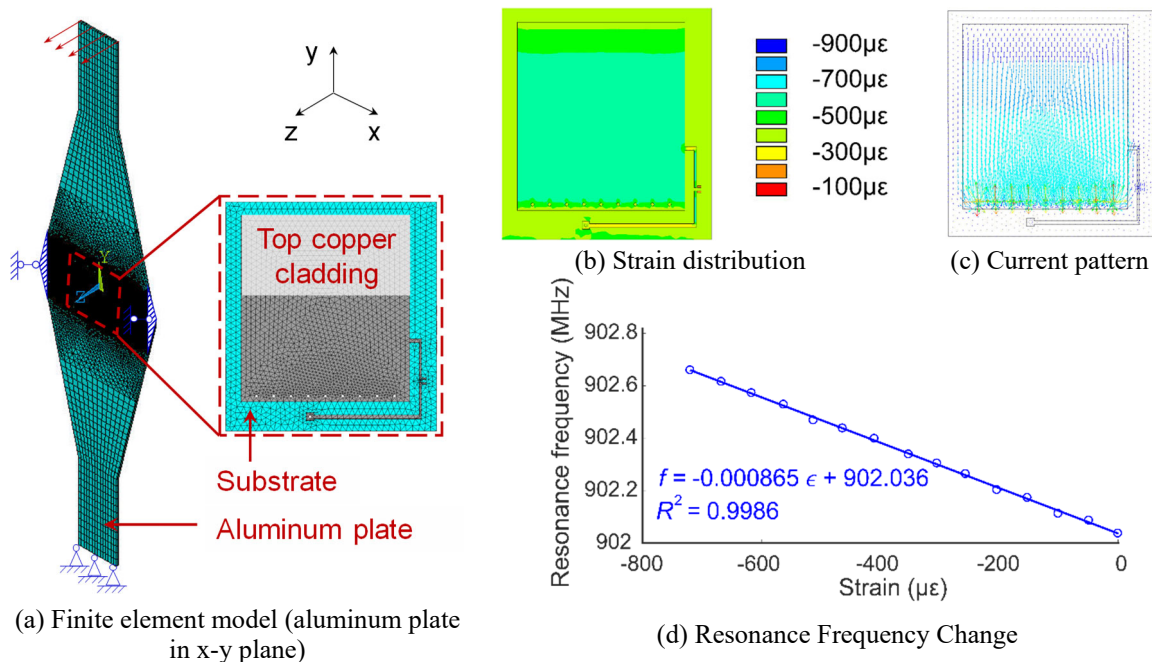 y
z
x
Y
Z
Top copper
cladding
Substrate
Aluminum plate
(a) Finite element model (aluminum plate
in x-y plane)
-900µε
-700µε
-500µε
-300µε
-100µε
(b) Strain distribution
(c) Current pattern
Resonance frequency (MHz)
902.8
902.6
902.4
902.2
902
f = -0.000865 ϵ + 902.036
R² = 0.9986
-800
-600
-400
-200
0
Strain (µε)
(d) Resonance Frequency Change